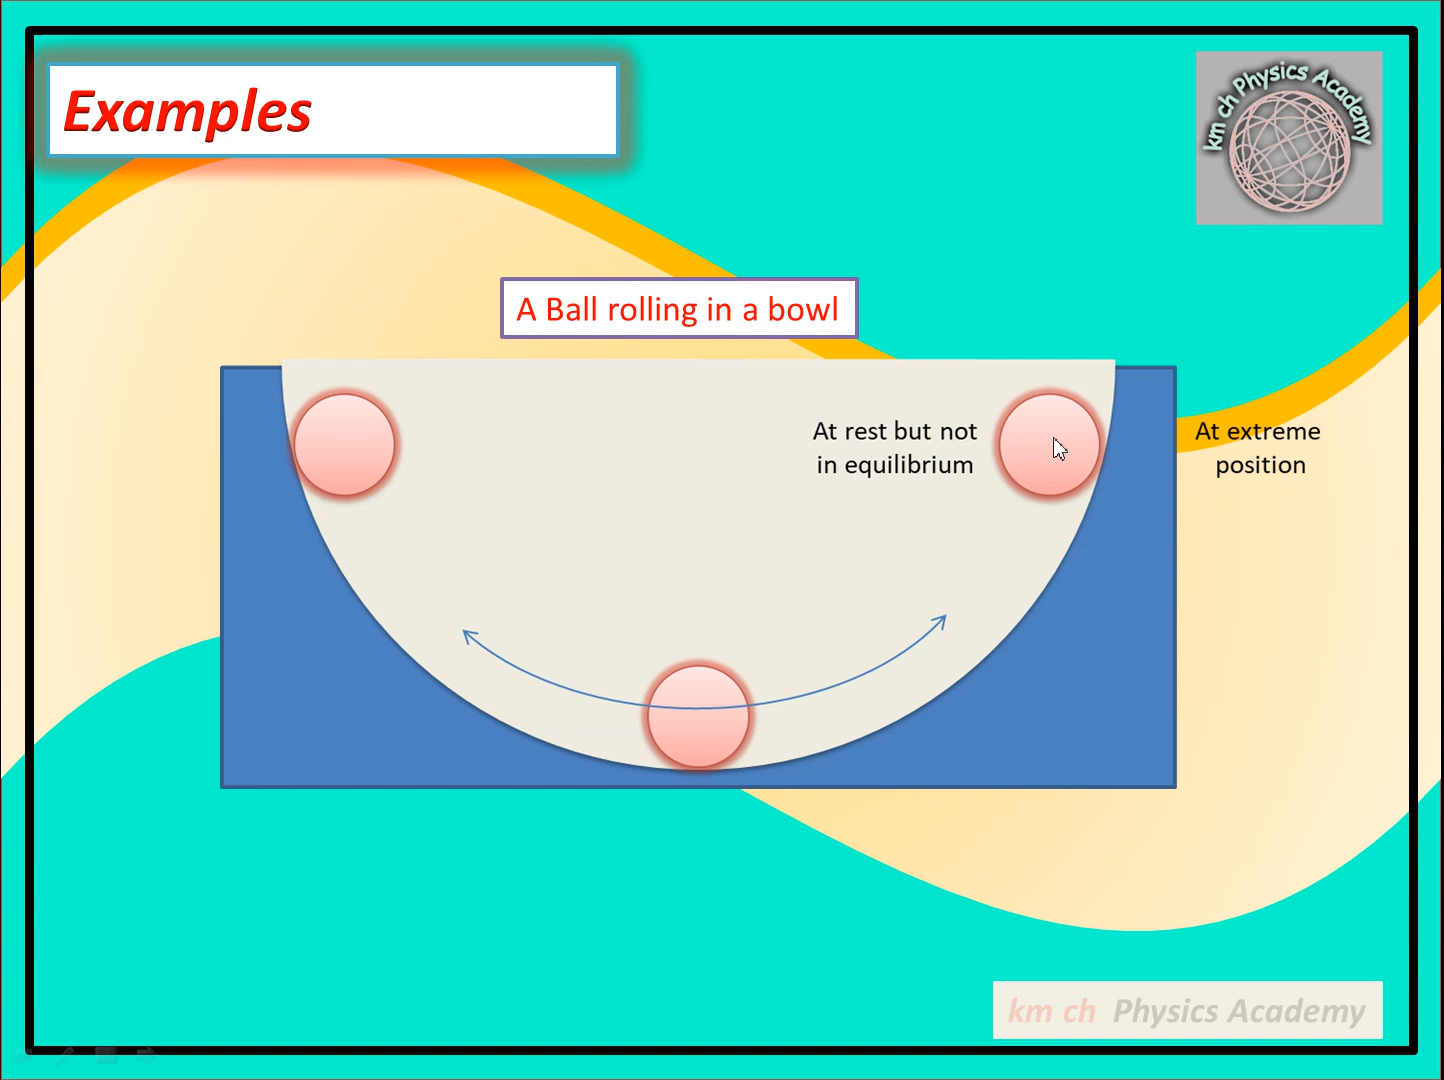 Examples
km ch Physics Academy
A Ball rolling in a bowl
At rest but not
in equilibrium
At extreme
position
km ch Physics Academy